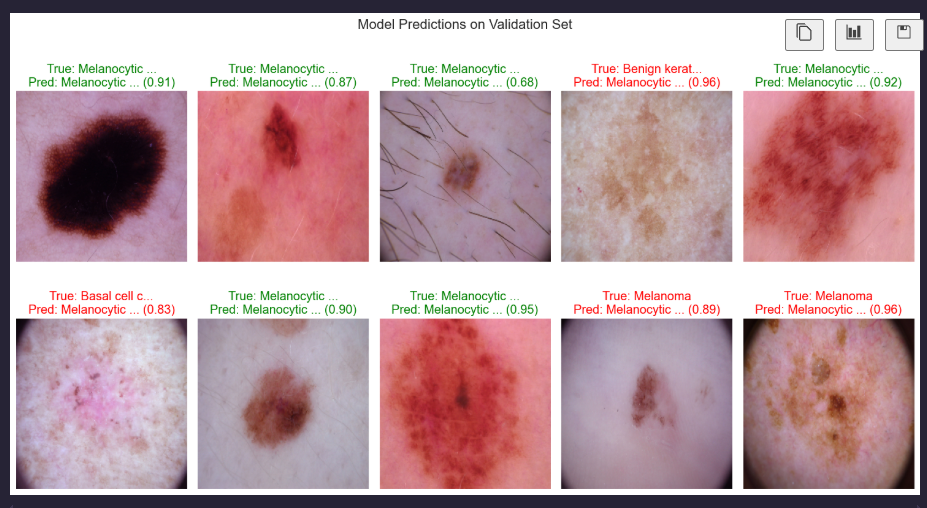 Model Predictions on Validation Set
True: Melanocytic ...
Pred: Melanocytic ... (0.91)
True: Melanocytic ...
Pred: Melanocytic ... (0.87)
True: Melanocytic ...
Pred: Melanocytic ... (0.68)
True: Benign kerat...
Pred: Melanocytic ... (0.96)
True: Melanocytic ...
Pred: Melanocytic ... (0.92)
True: Basal cell c...
Pred: Melanocytic ... (0.83)
True: Melanocytic ...
Pred: Melanocytic ... (0.90)
True: Melanocytic ...
Pred: Melanocytic ... (0.95)
True: Melanoma
Pred: Melanocytic ... (0.89)
True: Melanoma
Pred: Melanocytic ... (0.96)